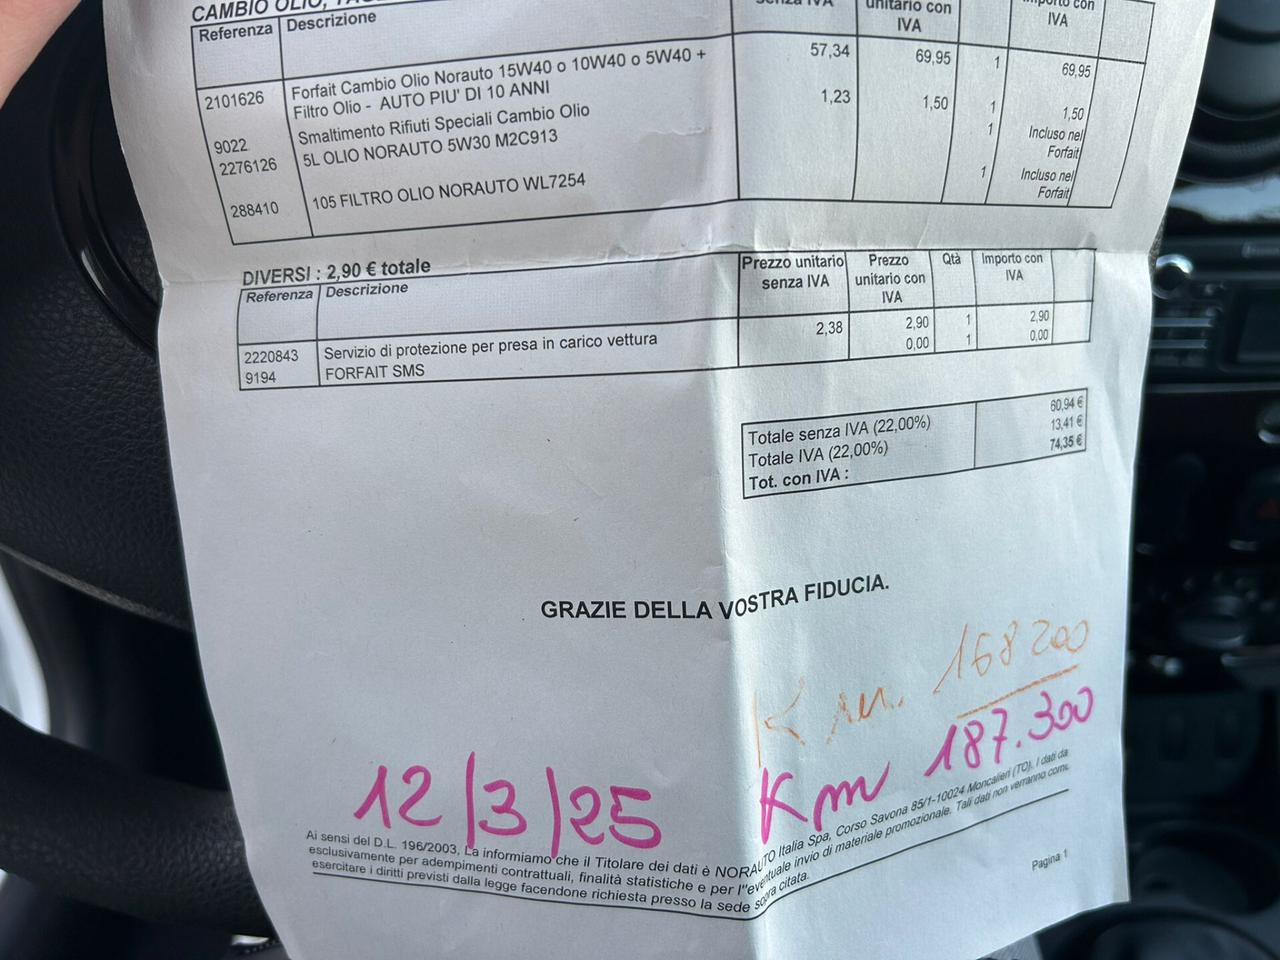 CAMBIO OLIO,
Referenza Descrizione senza IVA unitario con IVA Importo con IVA
2101626 Forfait Cambio Olio Norauto 15W40 o 10W40 o 5W40 + 57,34 69,95 1 69,95
Filtro Olio - AUTO PIU' DI 10 ANNI
9022 Smaltimento Rifiuti Speciali Cambio Olio 1,23 1,50 1 1,50
2276126 5L OLIO NORAUTO 5W30 M2C913 1 Incluso nel
Forfait
288410 105 FILTRO OLIO NORAUTO WL7254 1 Incluso nel
Forfait
DIVERSI : 2,90 € totale
Referenza Descrizione Prezzo unitario senza IVA Prezzo unitario con IVA Qtà Importo con IVA
2220843 Servizio di protezione per presa in carico vettura 2,38 2,90 1 2,90
9194 FORFAIT SMS 0,00 1 0,00
Totale senza IVA (22,00%) 60,94 €
Totale IVA (22,00%) 13,41 €
Tot. con IVA : 74,35 €
GRAZIE DELLA VOSTRA FIDUCIA.
Km. 168200
12/3/25 Km 187.300
Ai sensi del D.L. 196/2003, La informiamo che il Titolare dei dati è NORAUTO Italia Spa, Corso Savona 85/1-10024 Moncalieri (TO). I dati da
esclusivamente per adempimenti contrattuali, finalità statistiche e per l'eventuale invio di materiale promozionale. Tali dati non verranno
esercitare i diritti previsti dalla legge facendone richiesta presso la sede sopra citata.
Pagina 1